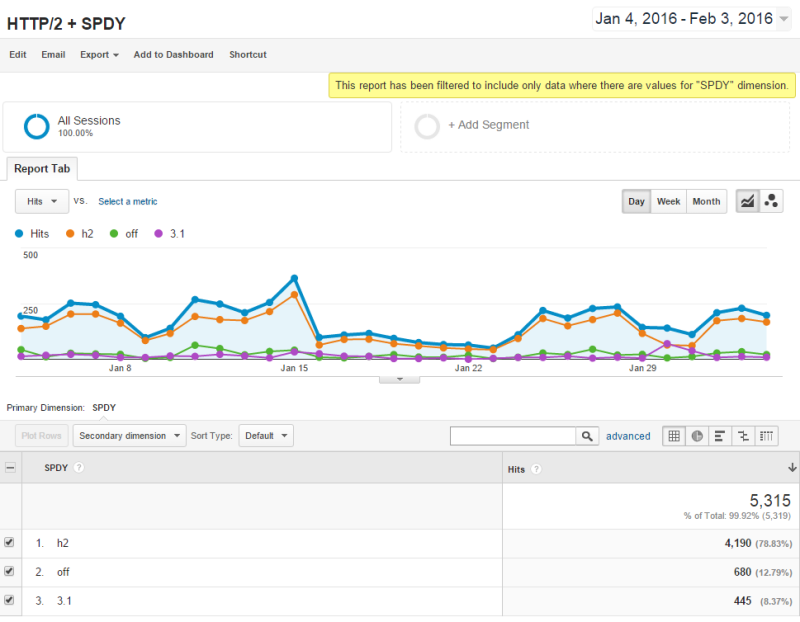 HTTP/2 + SPDY
Jan 4, 2016 - Feb 3, 2016
Edit Email Export Add to Dashboard Shortcut
This report has been filtered to include only data where there are values for "SPDY" dimension.
All Sessions
100.00%
+ Add Segment
Report Tab
Hits VS. Select a metric
Day Week Month
Hits h2 off 3.1
500
250
Jan 8 Jan 15 Jan 22 Jan 29
Primary Dimension: SPDY
Plot Rows Secondary dimension Sort Type: Default advanced
SPDY ? Hits ?
5,315
% of Total: 99.92% (5,319)
1. h2 4,190 (78.83%)
2. off 680 (12.79%)
3. 3.1 445 (8.37%)